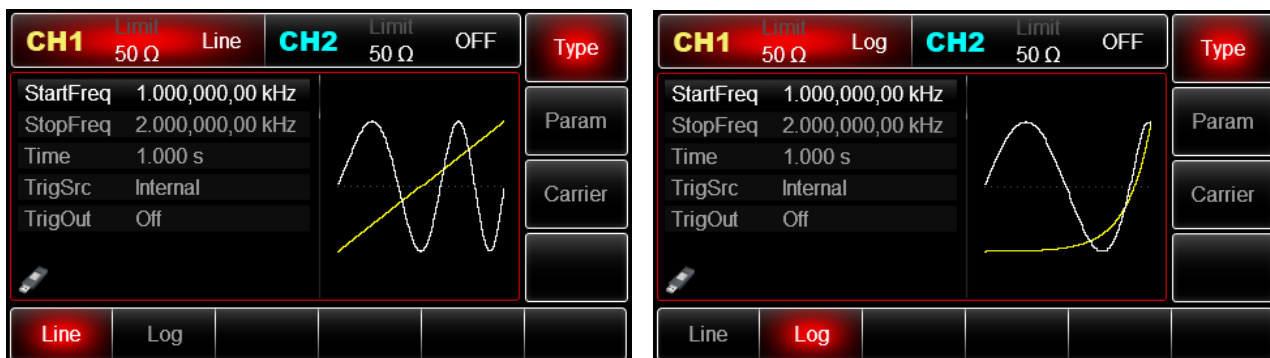 CH1 Limit 50 Ω Line CH2 Limit 50 Ω OFF Type
StartFreq 1.000,000,00 kHz
StopFreq 2.000,000,00 kHz Param
Time 1.000 s
TrigSrc Internal Carrier
TrigOut Off
Line Log
CH1 Limit 50 Ω Log CH2 Limit 50 Ω OFF Type
StartFreq 1.000,000,00 kHz
StopFreq 2.000,000,00 kHz Param
Time 1.000 s
TrigSrc Internal Carrier
TrigOut Off
Line Log